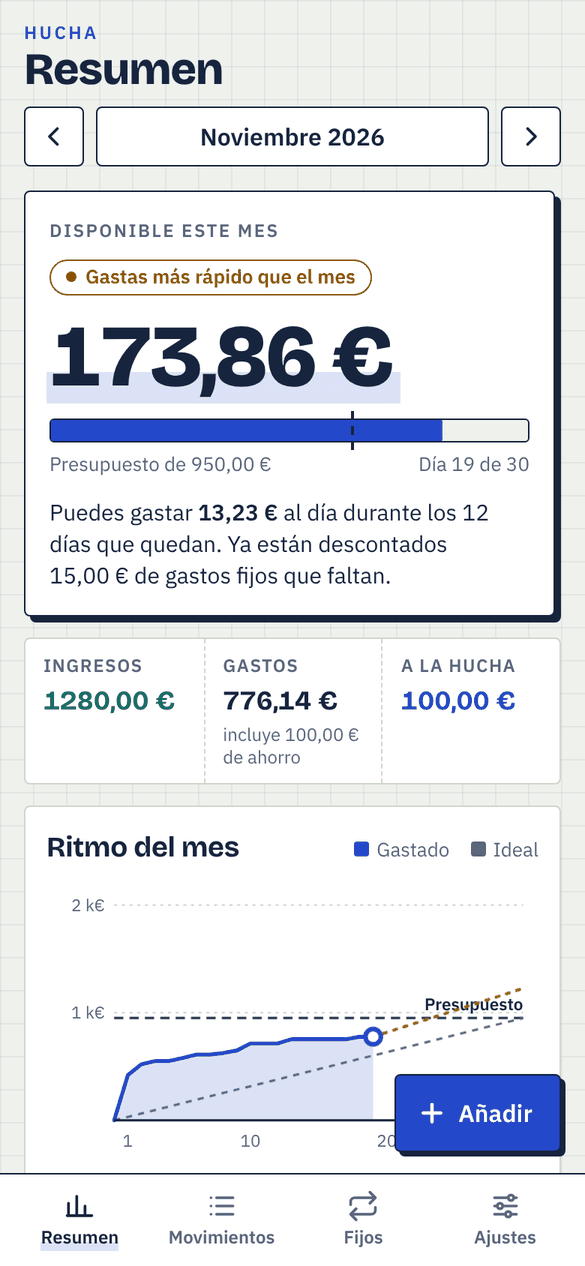 HUCHA
Resumen
Noviembre 2026
DISPONIBLE ESTE MES
Gastas más rápido que el mes
173,86 €
Presupuesto de 950,00 €
Día 19 de 30
Puedes gastar 13,23 € al día durante los 12
días que quedan. Ya están descontados
15,00 € de gastos fijos que faltan.
INGRESOS
1280,00 €
GASTOS
776,14 €
incluye 100,00 €
de ahorro
A LA HUCHA
100,00 €
Ritmo del mes
Gastado
Ideal
2 k€
Presupuesto
1 k€
1
10
20
Añadir
Resumen
Movimientos
Fijos
Ajustes